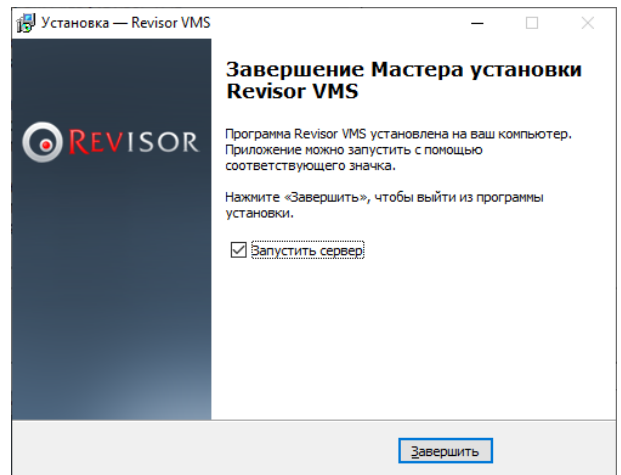 Установка — Revisor VMS
Завершение Мастера установки
Revisor VMS
REVISOR
Программа Revisor VMS установлена на ваш компьютер.
Приложение можно запустить с помощью
соответствующего значка.
Нажмите «Завершить», чтобы выйти из программы
установки.
Запустить сервер
Завершить